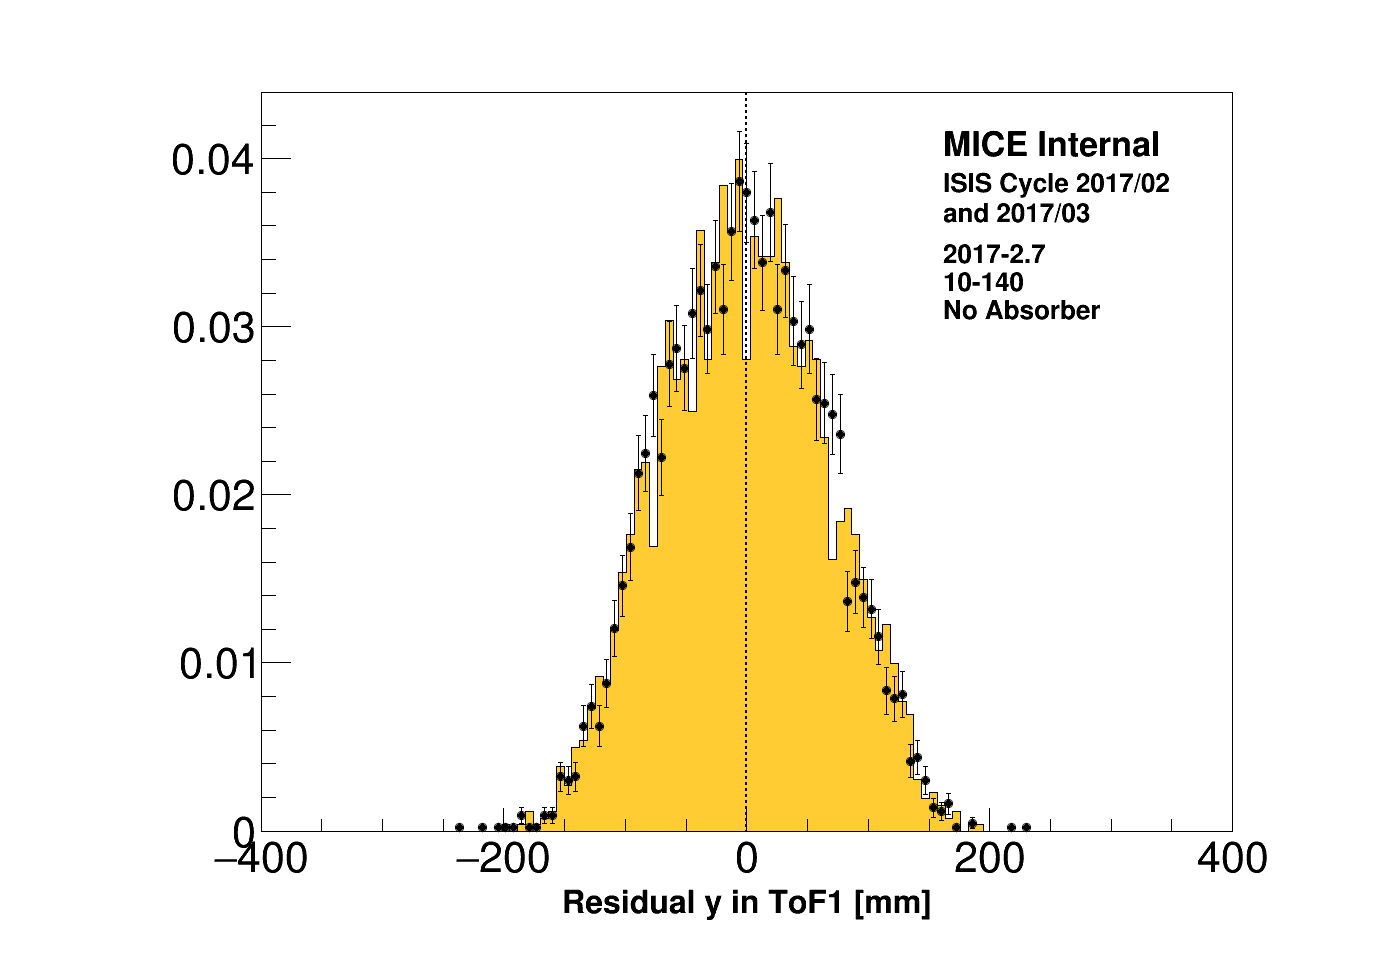 MICE Internal
ISIS Cycle 2017/02
and 2017/03
2017-2.7
10-140
No Absorber
0.04
0.03
0.02
0.01
0
−400 −200 0 200 400
Residual y in ToF1 [mm]